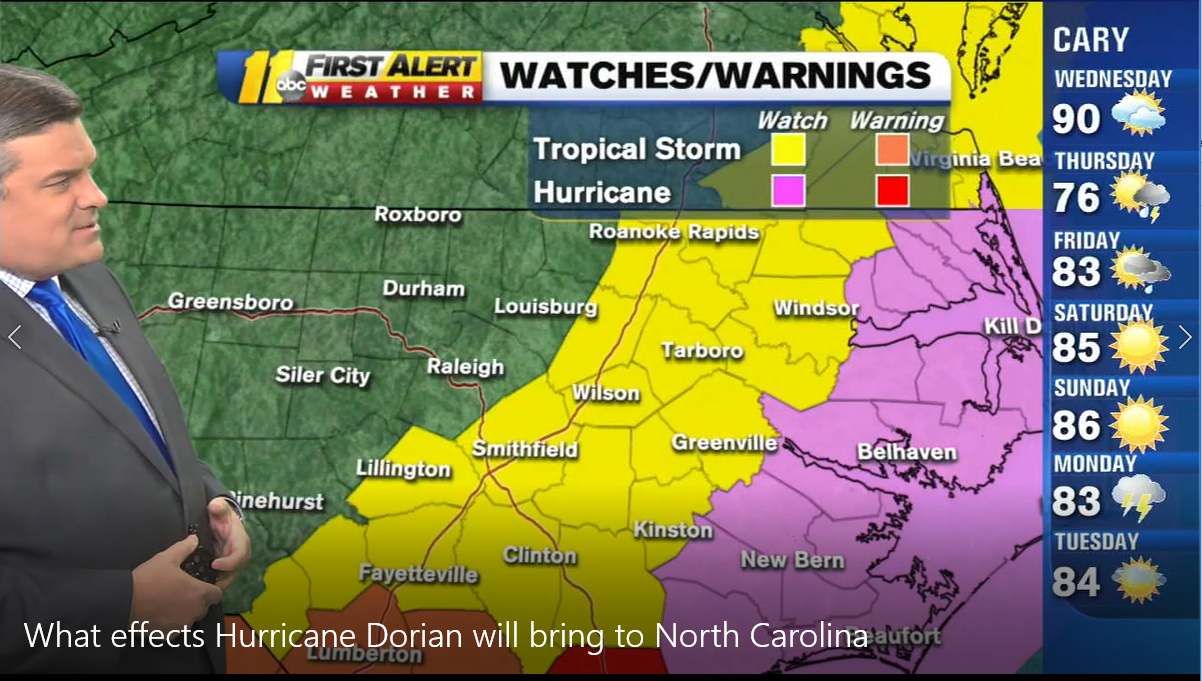 11 abc FIRST ALERT WEATHER
WATCHES/WARNINGS
Watch Warning
Tropical Storm
Hurricane
Virginia Bea
Roxboro
Roanoke Rapids
Greensboro
Durham
Louisburg
Windsor
Kill D
Siler City
Raleigh
Tarboro
Wilson
Smithfield
Greenville
Belhaven
Lillington
inehurst
Kinston
Clinton
New Bern
Fayetteville
Beaufort
Lumberton
What effects Hurricane Dorian will bring to North Carolina
CARY
WEDNESDAY
90
THURSDAY
76
FRIDAY
83
SATURDAY
85
SUNDAY
86
MONDAY
83
TUESDAY
84